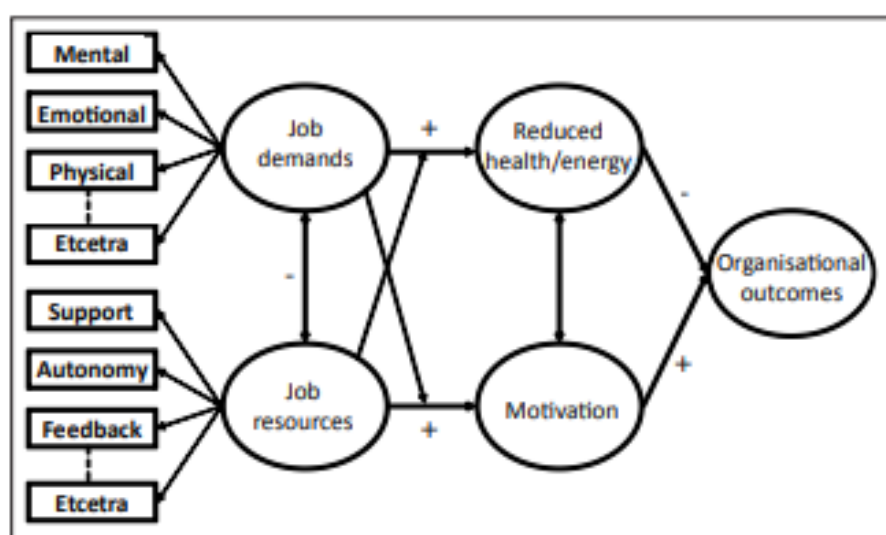 Mental
Emotional
Physical
Etcetra
Support
Autonomy
Feedback
Etcetra
Job
demands
Job
resources
+
-
+
Reduced
health/energy
Motivation
-
+
Organisational
outcomes